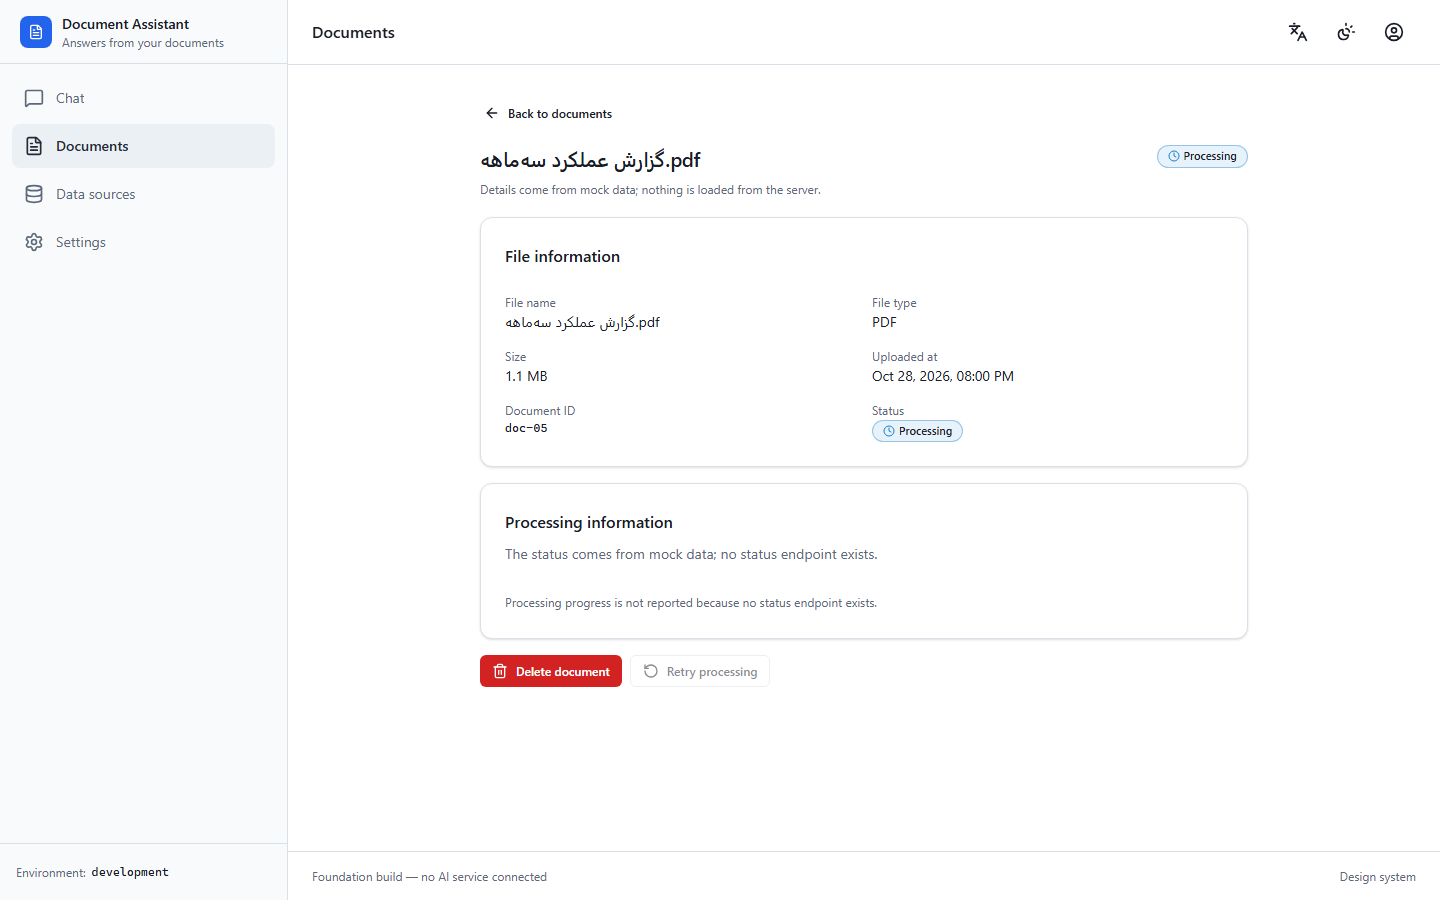 Document Assistant
Answers from your documents
Chat
Documents
Data sources
Settings
Environment: development
Documents
Back to documents
گزارش عملکرد سه‌ماهه.pdf
Processing
Details come from mock data; nothing is loaded from the server.
File information
File name
گزارش عملکرد سه‌ماهه.pdf
File type
PDF
Size
1.1 MB
Uploaded at
Oct 28, 2026, 08:00 PM
Document ID
doc-05
Status
Processing
Processing information
The status comes from mock data; no status endpoint exists.
Processing progress is not reported because no status endpoint exists.
Delete document
Retry processing
Foundation build — no AI service connected
Design system